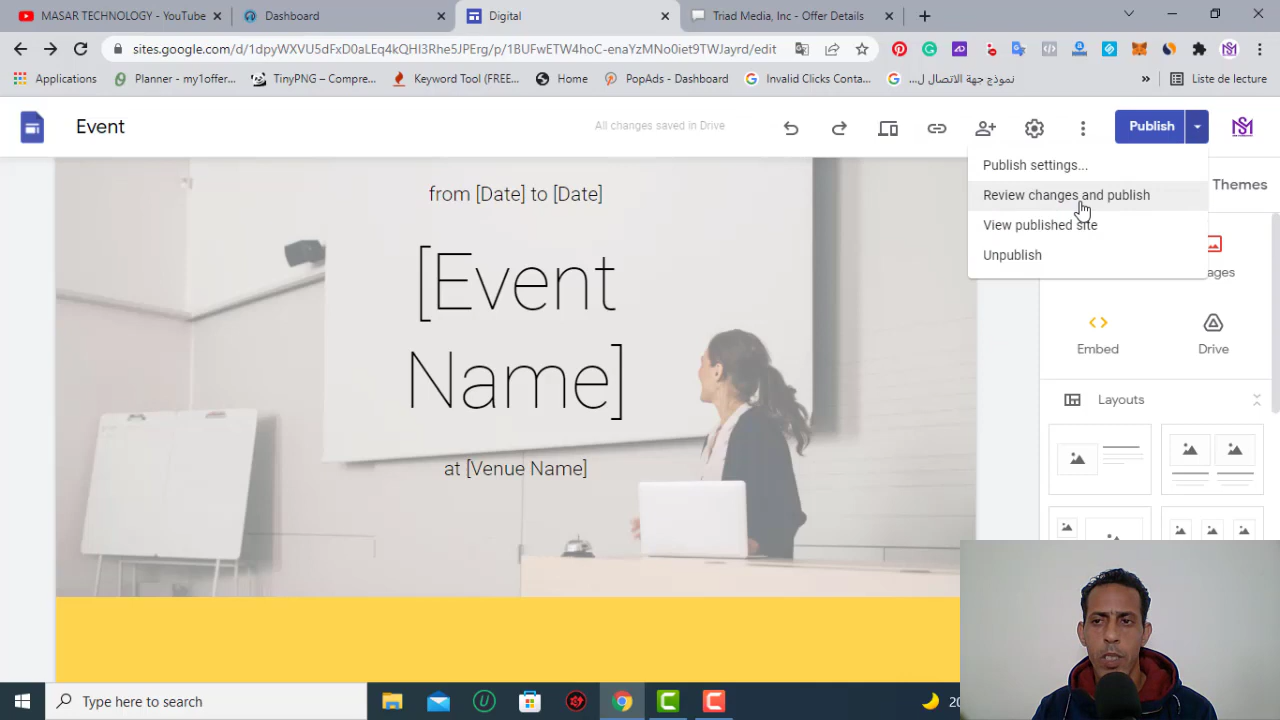 MASAR TECHNOLOGY - YouTube
Dashboard
Digital
Triad Media, Inc - Offer Details
sites.google.com/d/1dpyWXVU5dFxD0aLEq4kQHI3Rhe5JPErg/p/1BUFwETW4hoC-enaYzMNo0iet9TWJayrd/edit
Applications
Planner - my1offer...
TinyPNG – Compre...
Keyword Tool (FREE...
Home
PopAds - Dashboard
Invalid Clicks Conta...
نموذج جهة الاتصال ل...
»
Liste de lecture
Event
All changes saved in Drive
Publish
Publish settings...
Review changes and publish
View published site
Unpublish
Themes
from [Date] to [Date]
[Event
Name]
at [Venue Name]
Embed
Drive
Layouts
Type here to search